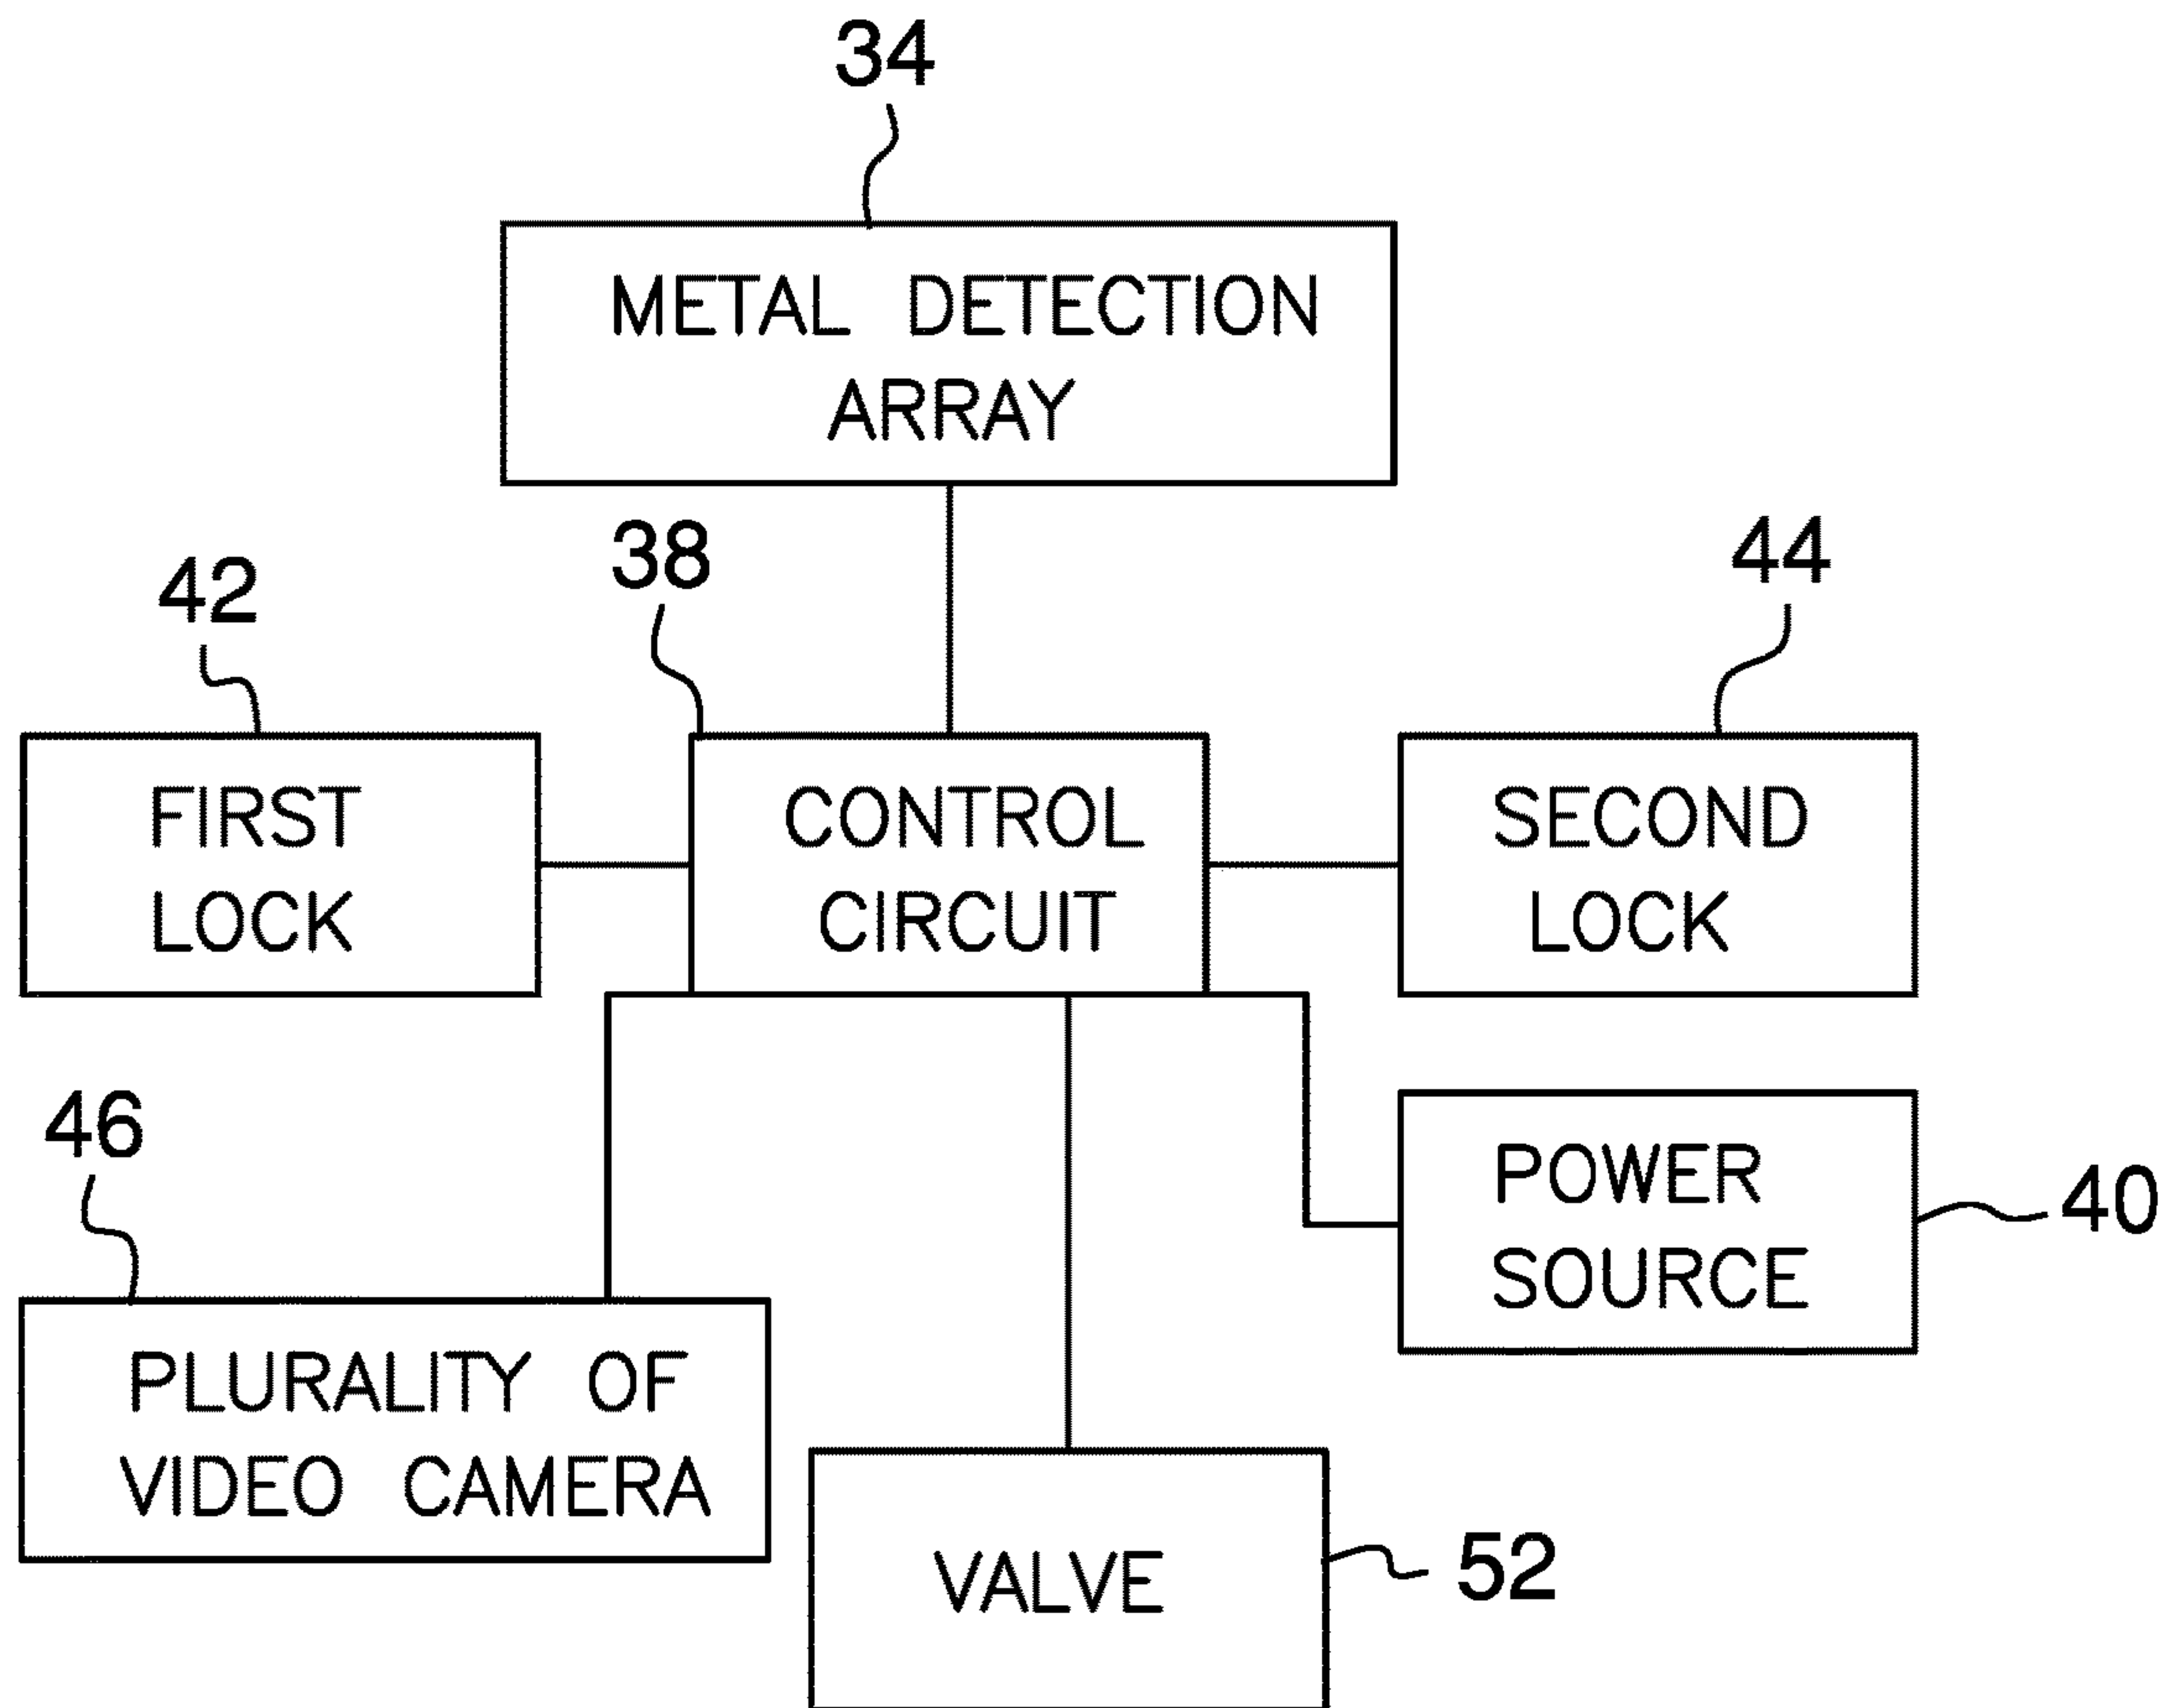 34
METAL DETECTION
ARRAY
38
42
44
FIRST
LOCK
CONTROL
CIRCUIT
SECOND
LOCK
46
POWER
SOURCE
40
PLURALITY OF
VIDEO CAMERA
VALVE
52